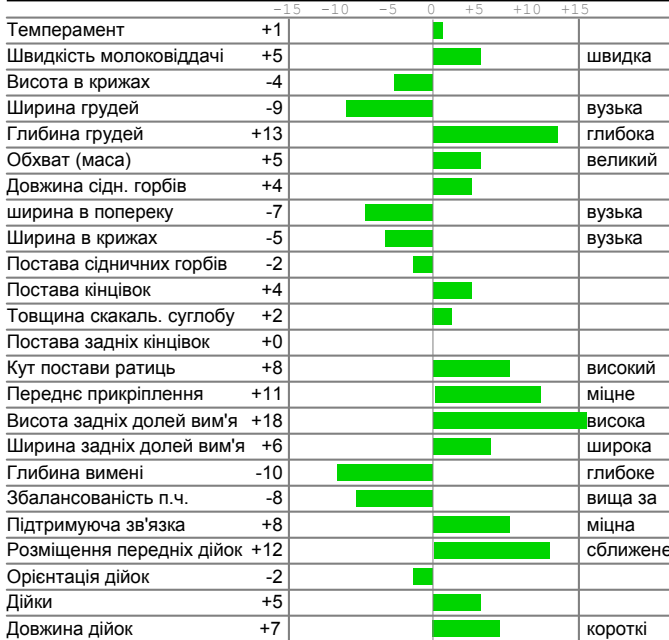 -15 -10 -5 0 +5 +10 +15
Темперамент +1
Швидкість молоковіддачі +5 швидка
Висота в крижах -4
Ширина грудей -9 вузька
Глибина грудей +13 глибока
Обхват (маса) +5 великий
Довжина сідн. горбів +4
ширина в попереку -7 вузька
Ширина в крижах -5 вузька
Постава сідничних горбів -2
Постава кінцівок +4
Товщина скакаль. суглобу +2
Постава задніх кінцівок +0
Кут постави ратиць +8 високий
Переднє прикріплення +11 міцне
Висота задніх долей вим'я +18 висока
Ширина задніх долей вим'я +6 широка
Глибина вимені -10 глибоке
Збалансованість п.ч. -8 вища за
Підтримуюча зв'язка +8 міцна
Розміщення передніх дійок +12 сближене
Орієнтація дійок -2
Дійки +5
Довжина дійок +7 короткі